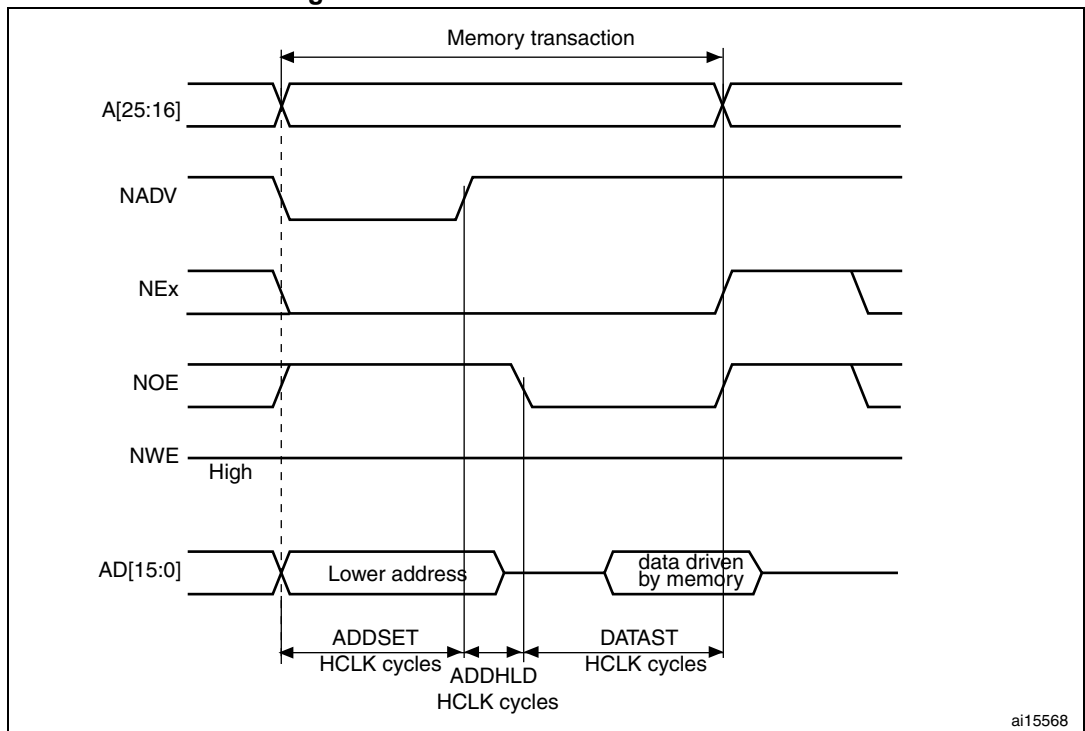 Memory transaction
A[25:16]
NADV
NEx
NOE
NWE
High
AD[15:0]
Lower address
data driven
by memory
ADDSET
HCLK cycles
ADDHLD
HCLK cycles
DATAST
HCLK cycles
ai15568